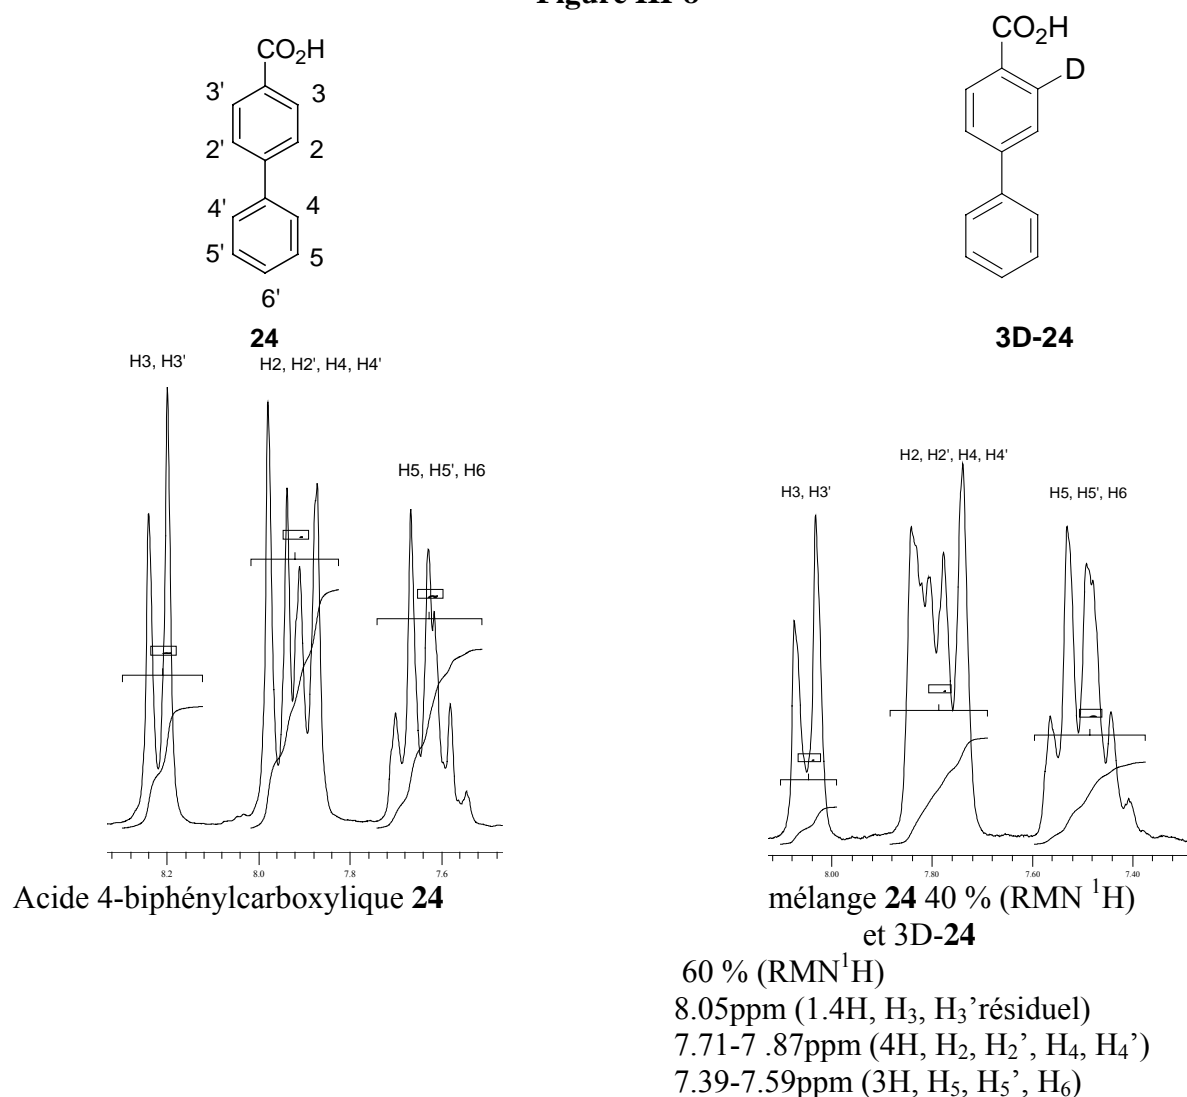 Figure III-8
CO2H
3'
3
2'
2
4'
4
5'
5
6'
24
CO2H
D
3D-24
H3, H3'
H2, H2', H4, H4'
H5, H5', H6
8.2
8.0
7.8
7.6
Acide 4-biphénylcarboxylique 24
H3, H3'
H2, H2', H4, H4'
H5, H5', H6
8.00
7.80
7.60
7.40
mélange 24 40 % (RMN 1H)
et 3D-24
60 % (RMN1H)
8.05ppm (1.4H, H3, H3’résiduel)
7.71-7 .87ppm (4H, H2, H2’, H4, H4’)
7.39-7.59ppm (3H, H5, H5’, H6)